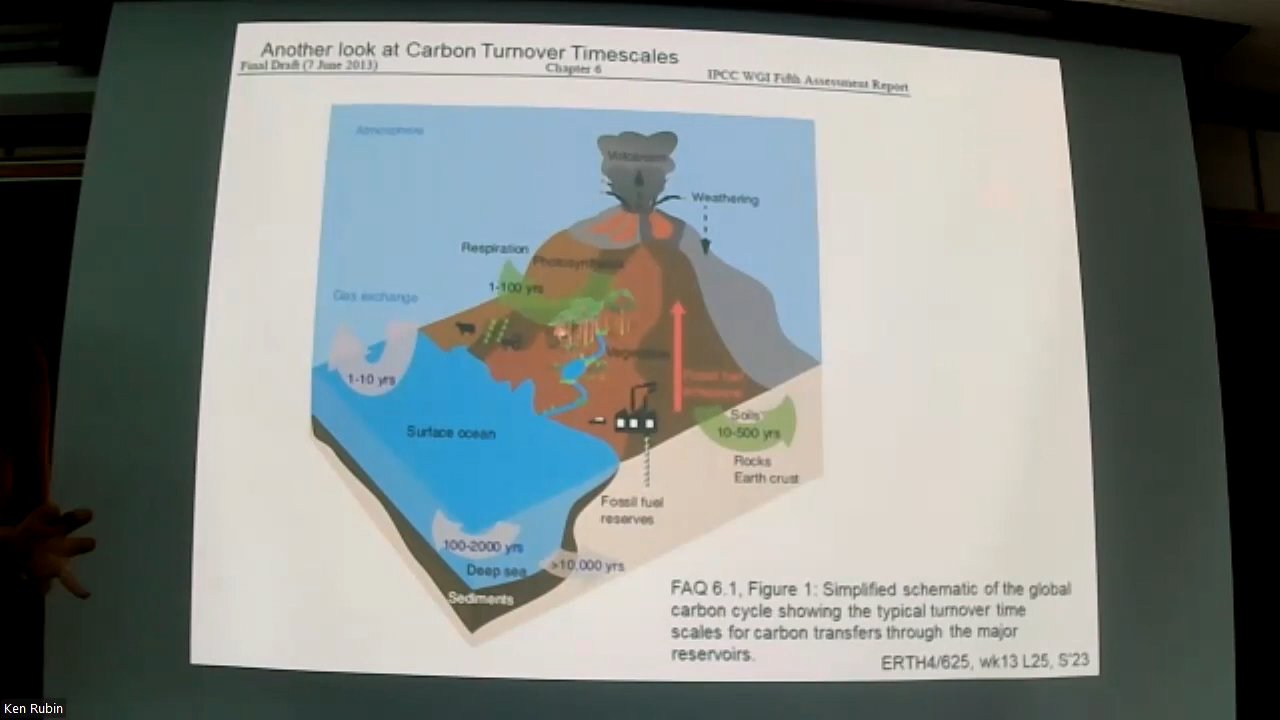 Another look at Carbon Turnover Timescales
Final Draft (7 June 2013) Chapter 6 IPCC WGI Fifth Assessment Report
Atmosphere
Volcanism
Weathering
Respiration
Photosynthesis
1-100 yrs
Gas exchange
1-10 yrs
Vegetation
Surface ocean
Soils
10-500 yrs
Rocks
Earth crust
Fossil fuel
reserves
100-2000 yrs
Deep sea
>10,000 yrs
Sediments
FAQ 6.1, Figure 1: Simplified schematic of the global
carbon cycle showing the typical turnover time
scales for carbon transfers through the major
reservoirs.
ERTH4/625, wk13 L25, S'23
Ken Rubin